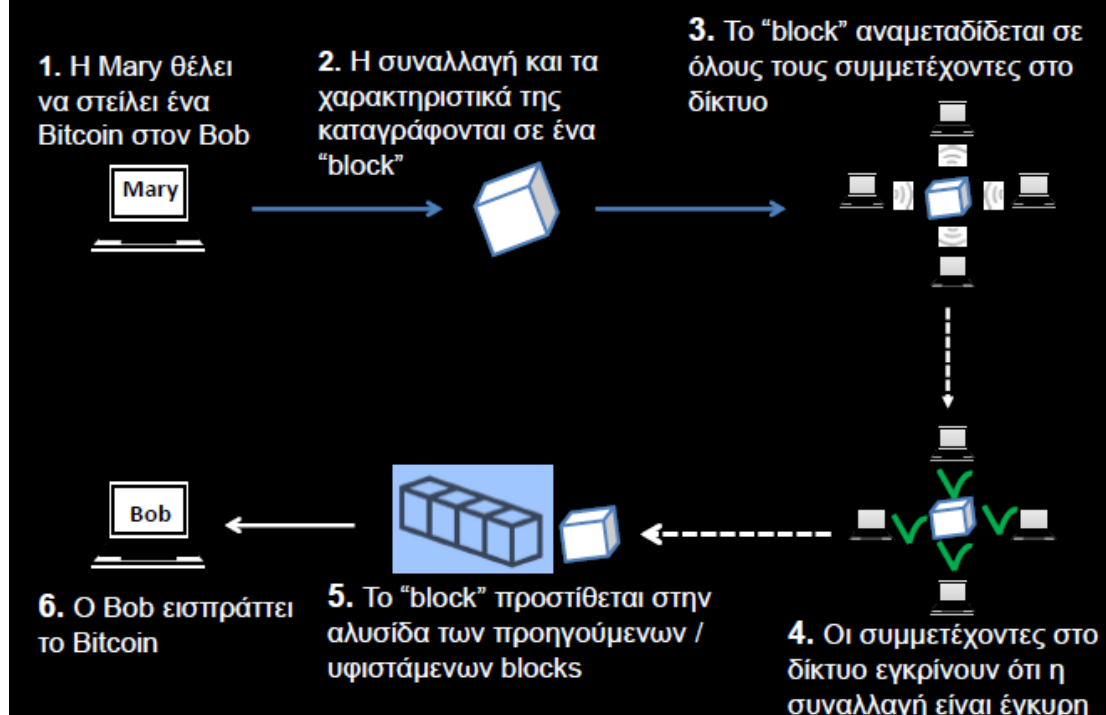 1. Η Mary θέλει
να στείλει ένα
Bitcoin στον Bob
Mary
2. Η συναλλαγή και τα
χαρακτηριστικά της
καταγράφονται σε ένα
“block”
3. Το “block” αναμεταδίδεται σε
όλους τους συμμετέχοντες στο
δίκτυο
4. Οι συμμετέχοντες στο
δίκτυο εγκρίνουν ότι η
συναλλαγή είναι έγκυρη
5. Το “block” προστίθεται στην
αλυσίδα των προηγούμενων /
υφιστάμενων blocks
Bob
6. Ο Bob εισπράττει
το Bitcoin